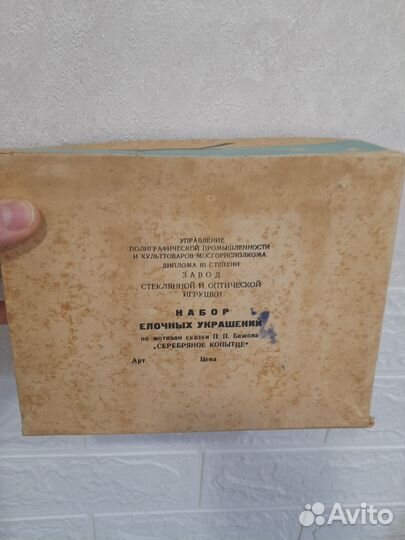 УПРАВЛЕНИЕ
ПОЛИГРАФИЧЕСКОЙ ПРОМЫШЛЕННОСТИ
И КУЛЬТТОВАРОВ МОСГОРИСПОЛКОМА
ДИПЛОМА III СТЕПЕНИ
ЗАВОД
СТЕКЛЯННОЙ И ОПТИЧЕСКОЙ
ИГРУШКИ
НАБОР
ЕЛОЧНЫХ УКРАШЕНИЙ
по мотивам сказки П. П. Бажова
„СЕРЕБРЯНОЕ КОПЫТЦЕ"
Арт. Цена
Avito